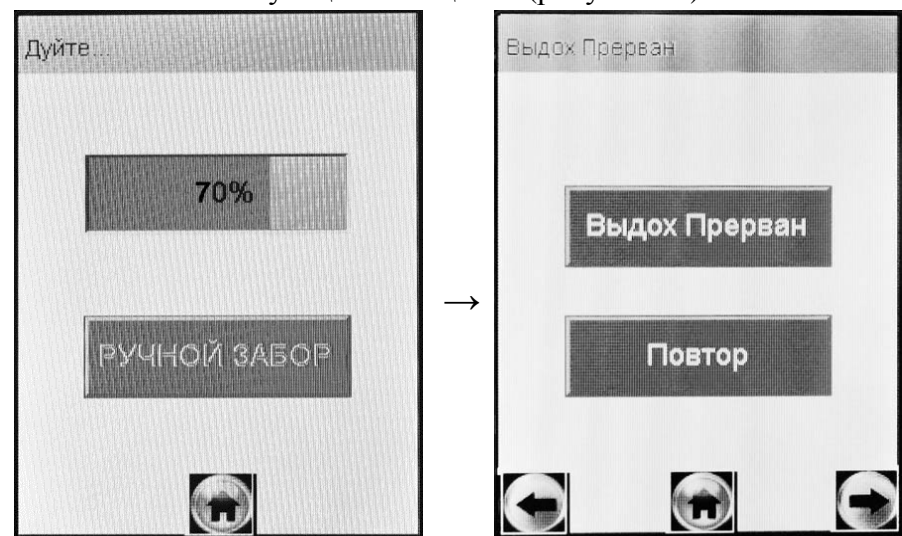 Дуйте...
70%
РУЧНОЙ ЗАБОР
→
Выдох Прерван
Выдох Прерван
Повтор